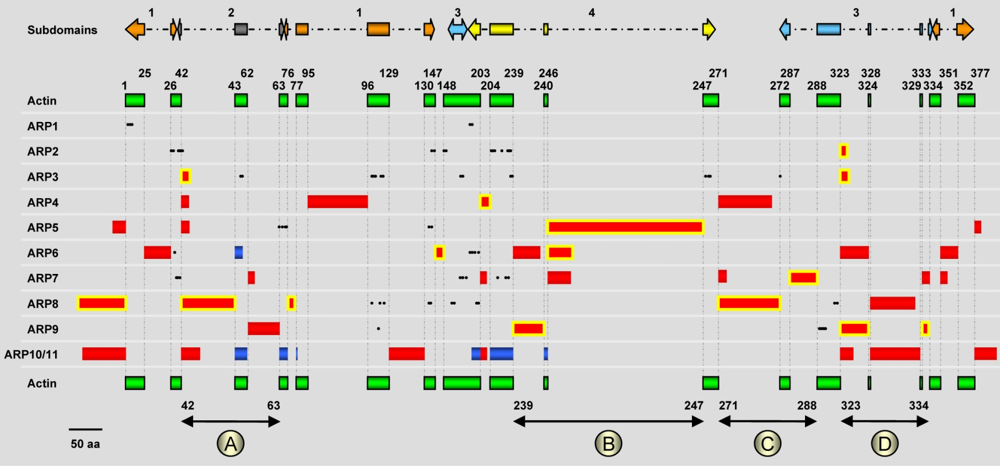 1 2 1 3 4 3 1
Subdomains
25 42 62 76 95 129 147 203 239 246 271 287 323 328 333 351 377
1 26 43 63 77 96 130 148 204 240 247 272 288 324 329 334 352
Actin
ARP1
ARP2
ARP3
ARP4
ARP5
ARP6
ARP7
ARP8
ARP9
ARP10/11
Actin
42 63 239 247 271 288 323 334
50 aa A B C D